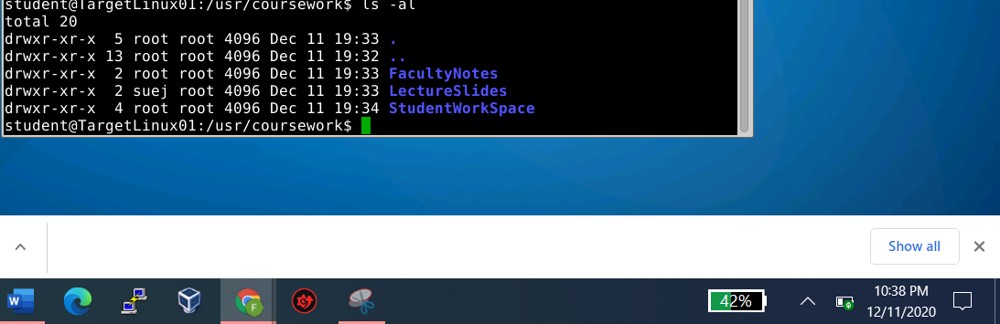 student@TargetLinux01:/usr/coursework$ ls -al
total 20
drwxr-xr-x  5 root root 4096 Dec 11 19:33 .
drwxr-xr-x 13 root root 4096 Dec 11 19:32 ..
drwxr-xr-x  2 root root 4096 Dec 11 19:33 FacultyNotes
drwxr-xr-x  2 suej root 4096 Dec 11 19:33 LectureSlides
drwxr-xr-x  4 root root 4096 Dec 11 19:34 StudentWorkSpace
student@TargetLinux01:/usr/coursework$
Show all
W
F
42%
10:38 PM
12/11/2020